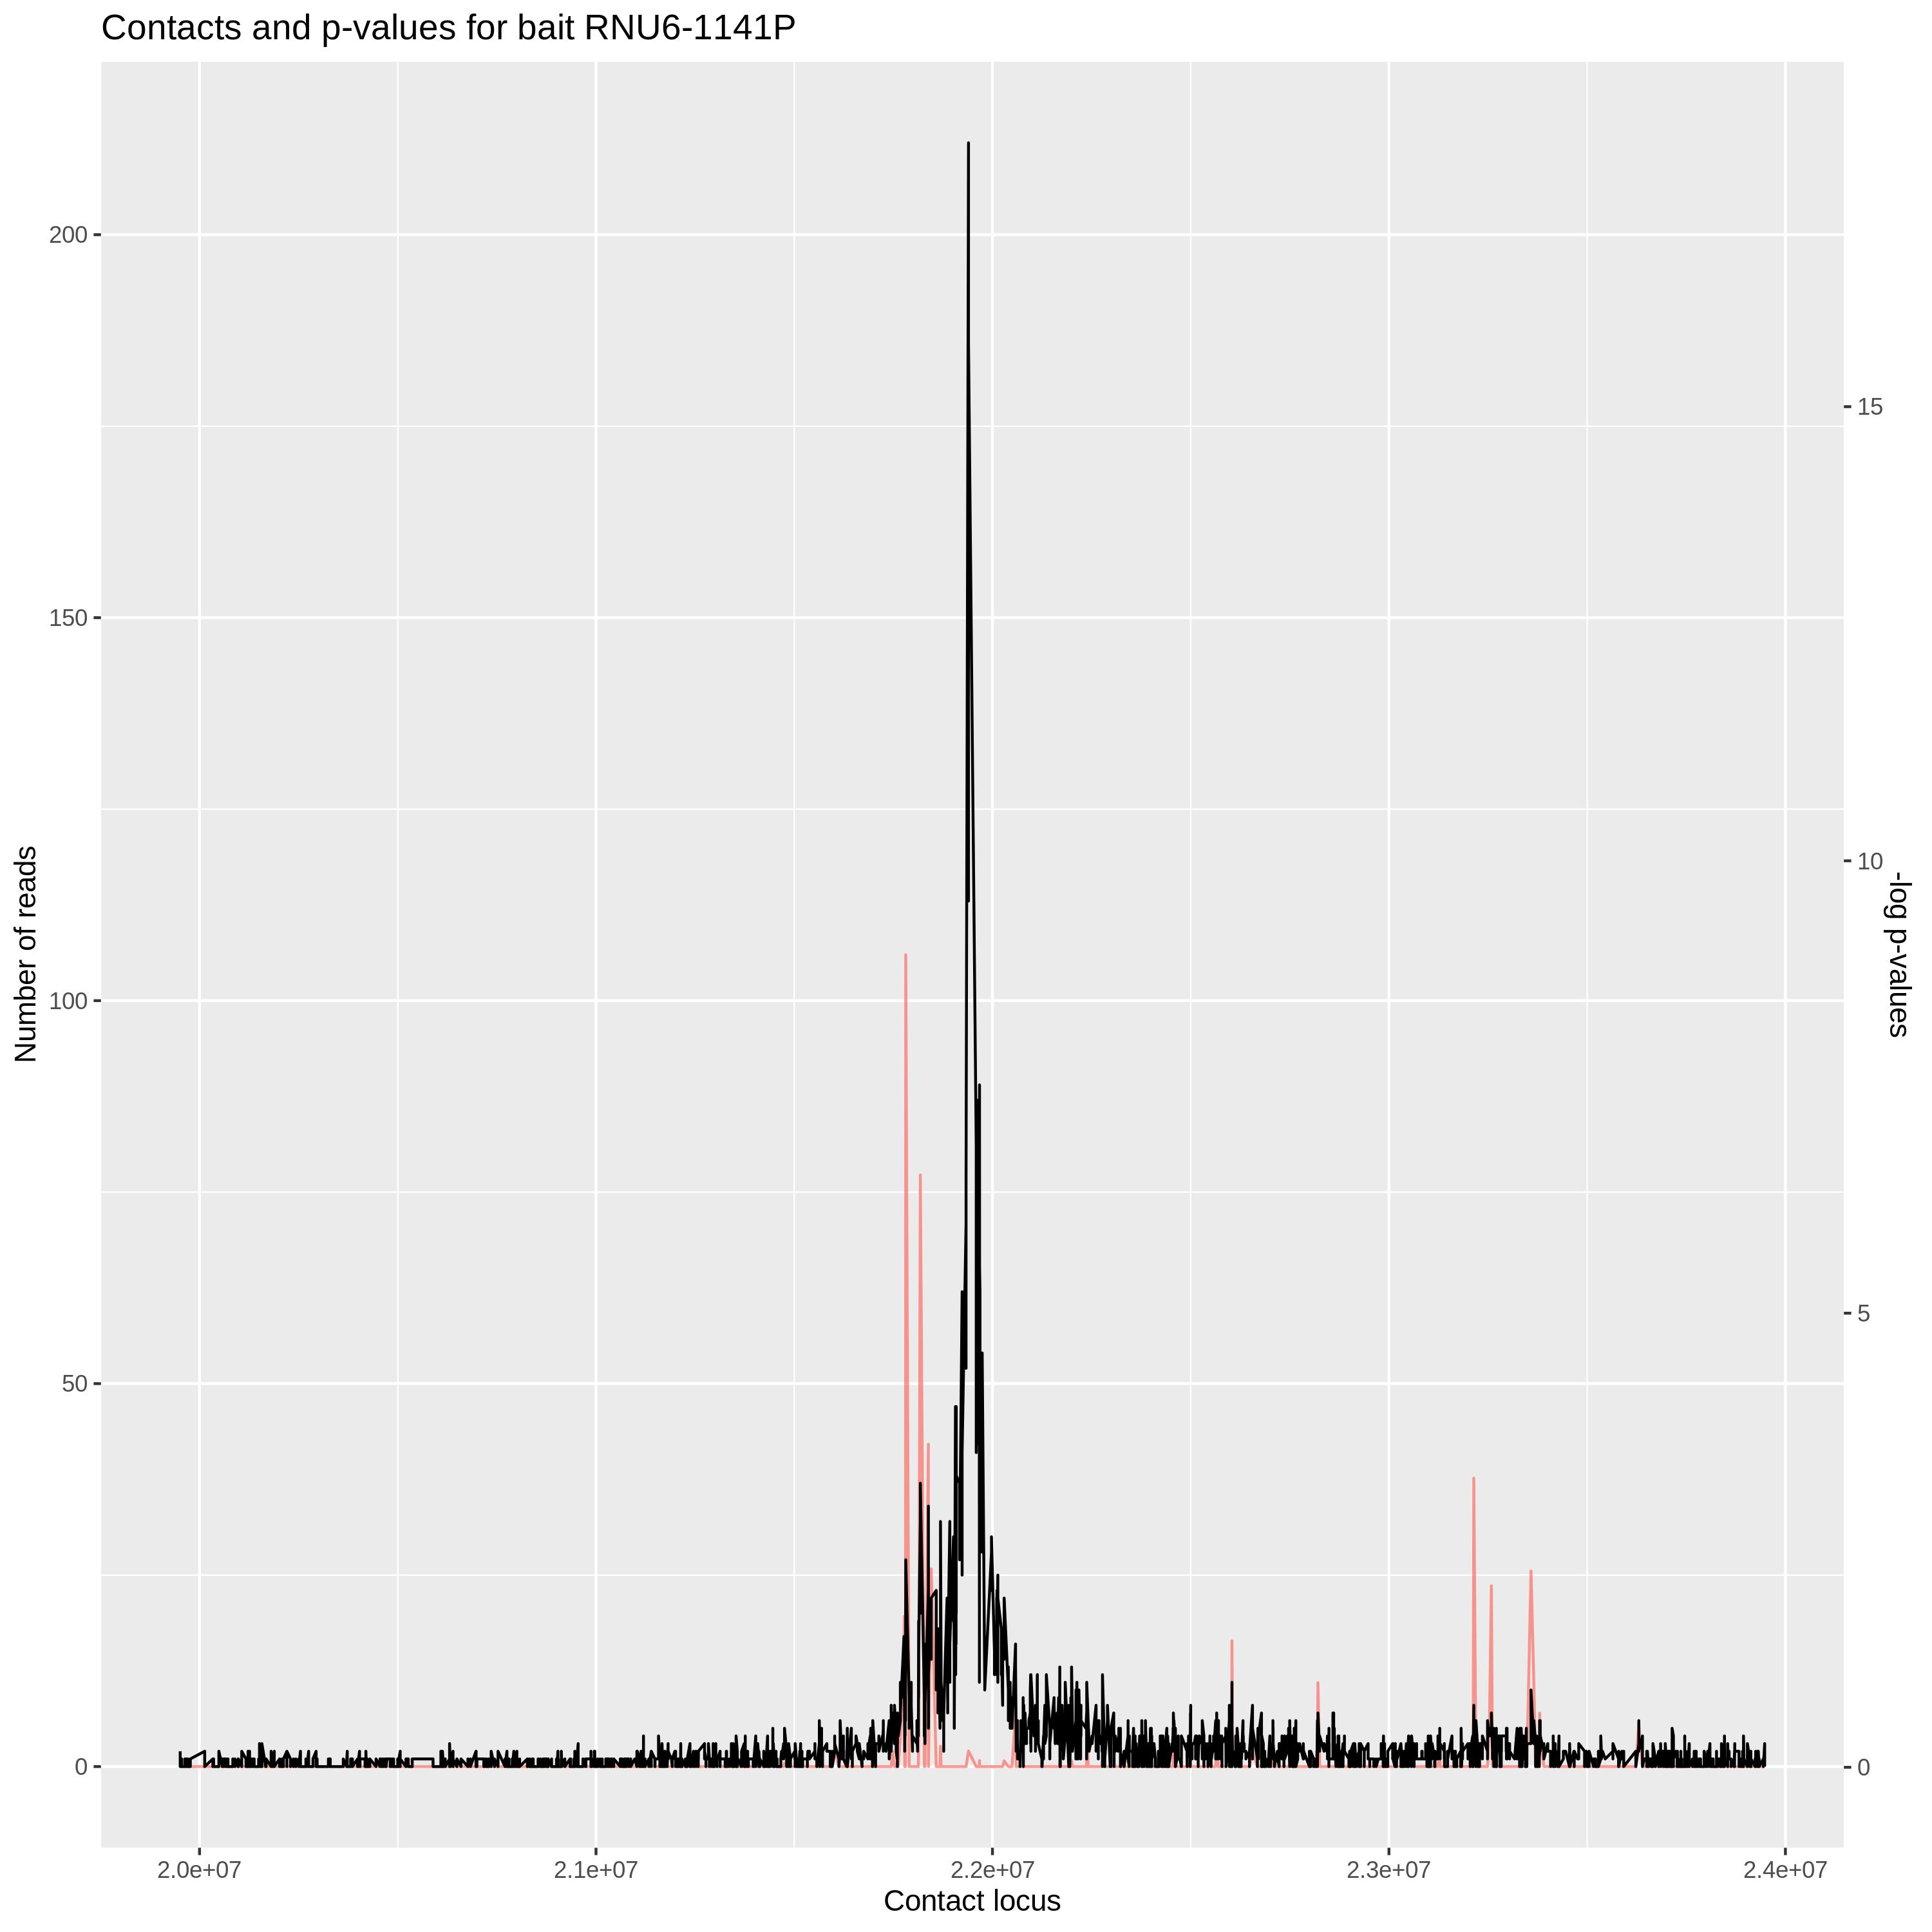 Contacts and p-values for bait RNU6-1141P
200
150
100
50
0
Number of reads
15
10
5
0
-log p-values
2.0e+07
2.1e+07
2.2e+07
2.3e+07
2.4e+07
Contact locus